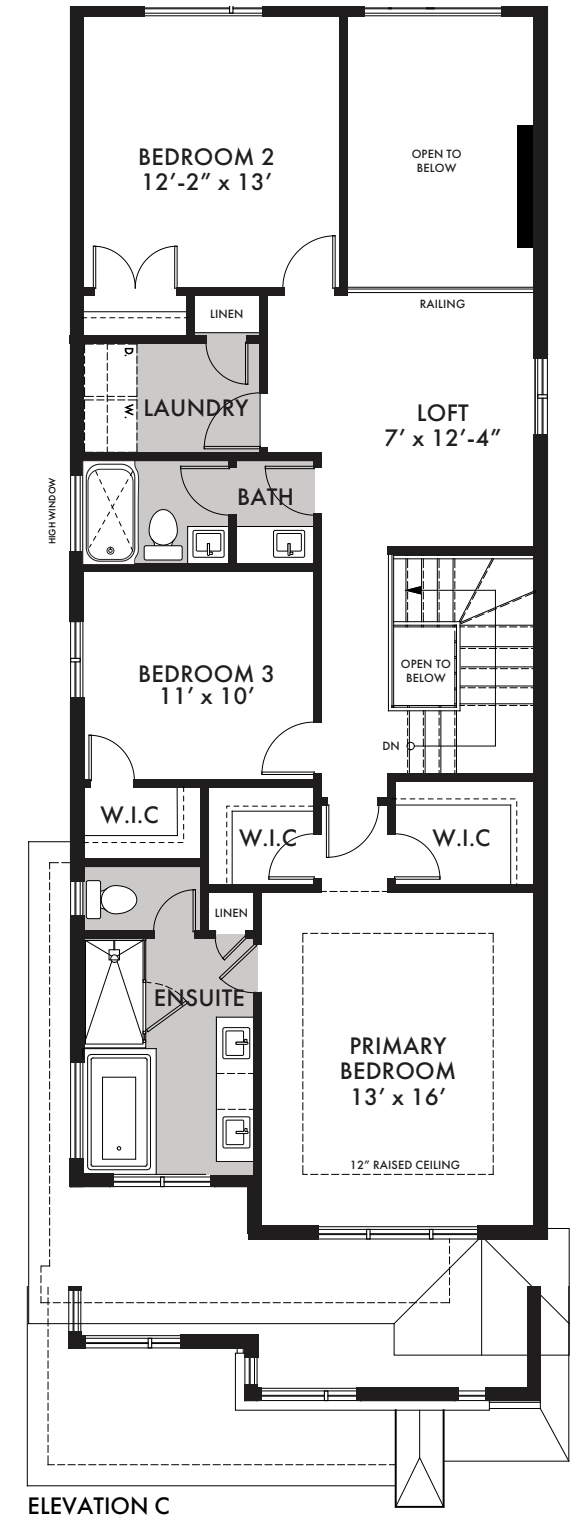 BEDROOM 2
12'-2" x 13'
OPEN TO
BELOW
RAILING
LINEN
D.
W.
LAUNDRY
LOFT
7' x 12'-4"
HIGH WINDOW
BATH
BEDROOM 3
11' x 10'
OPEN TO
BELOW
DN
W.I.C
W.I.C
W.I.C
LINEN
ENSUITE
PRIMARY
BEDROOM
13' x 16'
12" RAISED CEILING
ELEVATION C